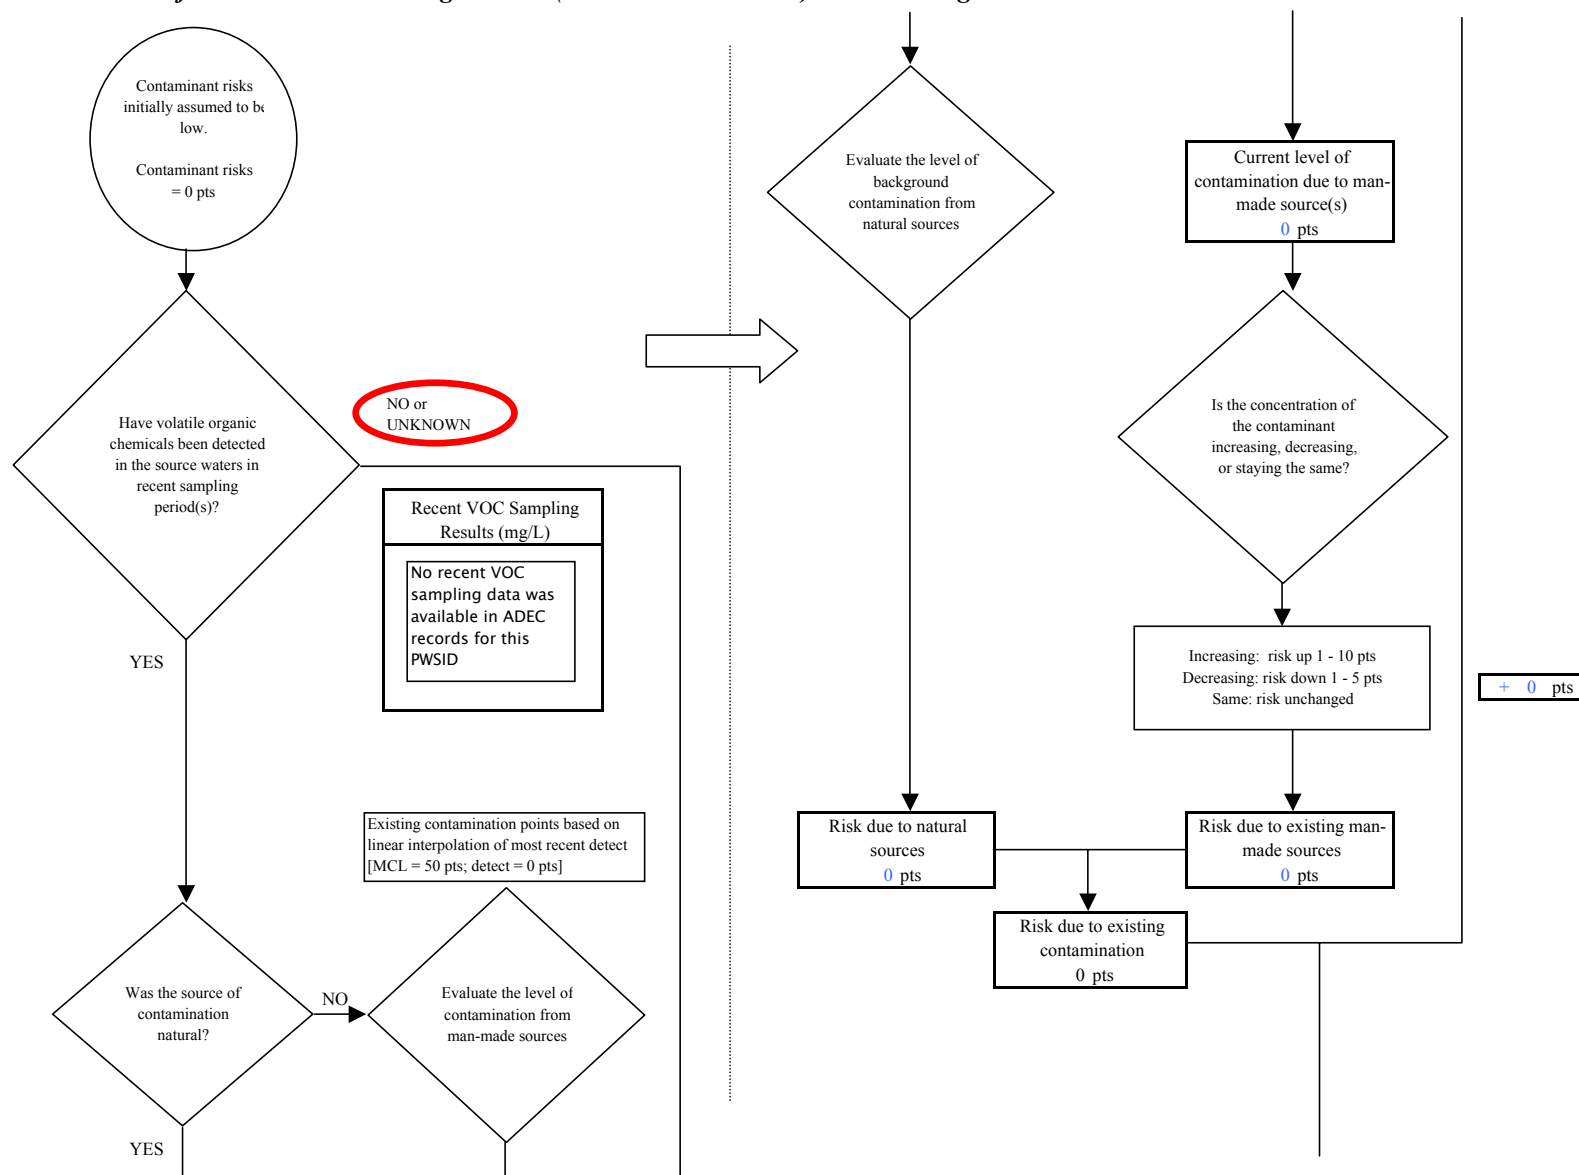 Contaminant risks
initially assumed to be
low.
Contaminant risks
= 0 pts
Have volatile organic
chemicals been detected
in the source waters in
recent sampling
period(s)?
NO or
UNKNOWN
Recent VOC Sampling
Results (mg/L)
No recent VOC
sampling data was
available in ADEC
records for this
PWSID
YES
Existing contamination points based on
linear interpolation of most recent detect
[MCL = 50 pts; detect = 0 pts]
Was the source of
contamination
natural?
NO
Evaluate the level of
contamination from
man-made sources
YES
Evaluate the level of
background
contamination from
natural sources
Current level of
contamination due to man-
made source(s)
0 pts
Is the concentration of
the contaminant
increasing, decreasing,
or staying the same?
Increasing: risk up 1 - 10 pts
Decreasing: risk down 1 - 5 pts
Same: risk unchanged
+ 0 pts
Risk due to natural
sources
0 pts
Risk due to existing man-
made sources
0 pts
Risk due to existing
contamination
0 pts